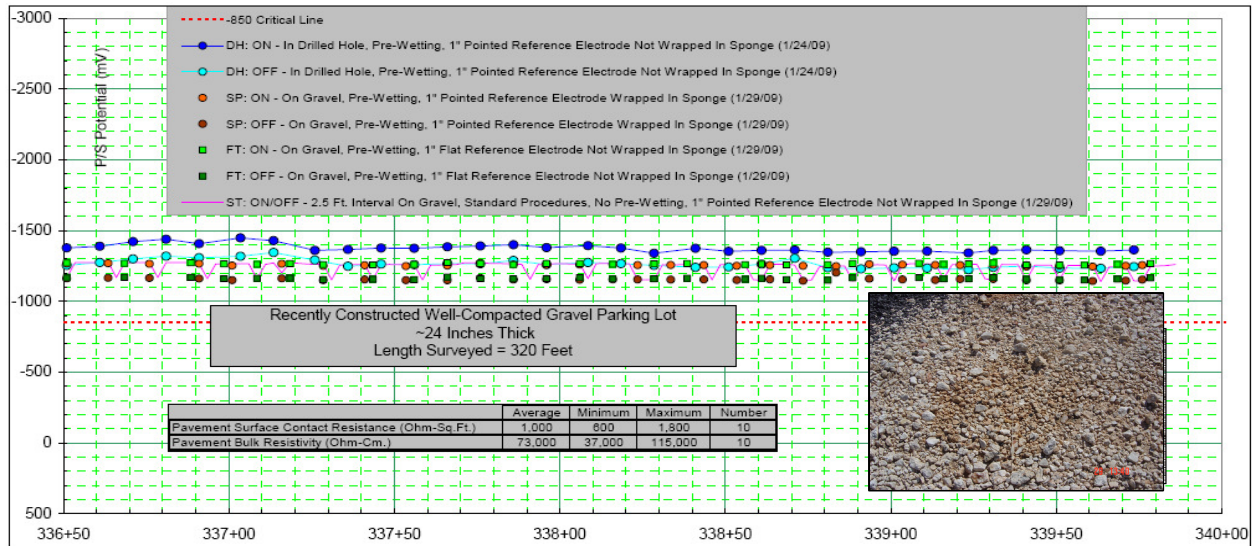 -3000
-2500
-2000
-1500
-1000
-500
0
500
P/S Potential (mV)
-850 Critical Line
DH: ON - In Drilled Hole, Pre-Wetting, 1" Pointed Reference Electrode Not Wrapped In Sponge (1/24/09)
DH: OFF - In Drilled Hole, Pre-Wetting, 1" Pointed Reference Electrode Not Wrapped In Sponge (1/24/09)
SP: ON - On Gravel, Pre-Wetting, 1" Pointed Reference Electrode Wrapped In Sponge (1/29/09)
SP: OFF - On Gravel, Pre-Wetting, 1" Pointed Reference Electrode Wrapped In Sponge (1/29/09)
FT: ON - On Gravel, Pre-Wetting, 1" Flat Reference Electrode Not Wrapped In Sponge (1/29/09)
FT: OFF - On Gravel, Pre-Wetting, 1" Flat Reference Electrode Not Wrapped In Sponge (1/29/09)
ST: ON/OFF - 2.5 Ft. Interval On Gravel, Standard Procedures, No Pre-Wetting, 1" Pointed Reference Electrode Not Wrapped In Sponge (1/29/09)
Recently Constructed Well-Compacted Gravel Parking Lot
~24 Inches Thick
Length Surveyed = 320 Feet
Average Minimum Maximum Number
Pavement Surface Contact Resistance (Ohm-Sq.Ft.) 1,000 600 1,800 10
Pavement Bulk Resistivity (Ohm-Cm.) 73,000 37,000 115,000 10
336+50 337+00 337+50 338+00 338+50 339+00 339+50 340+00